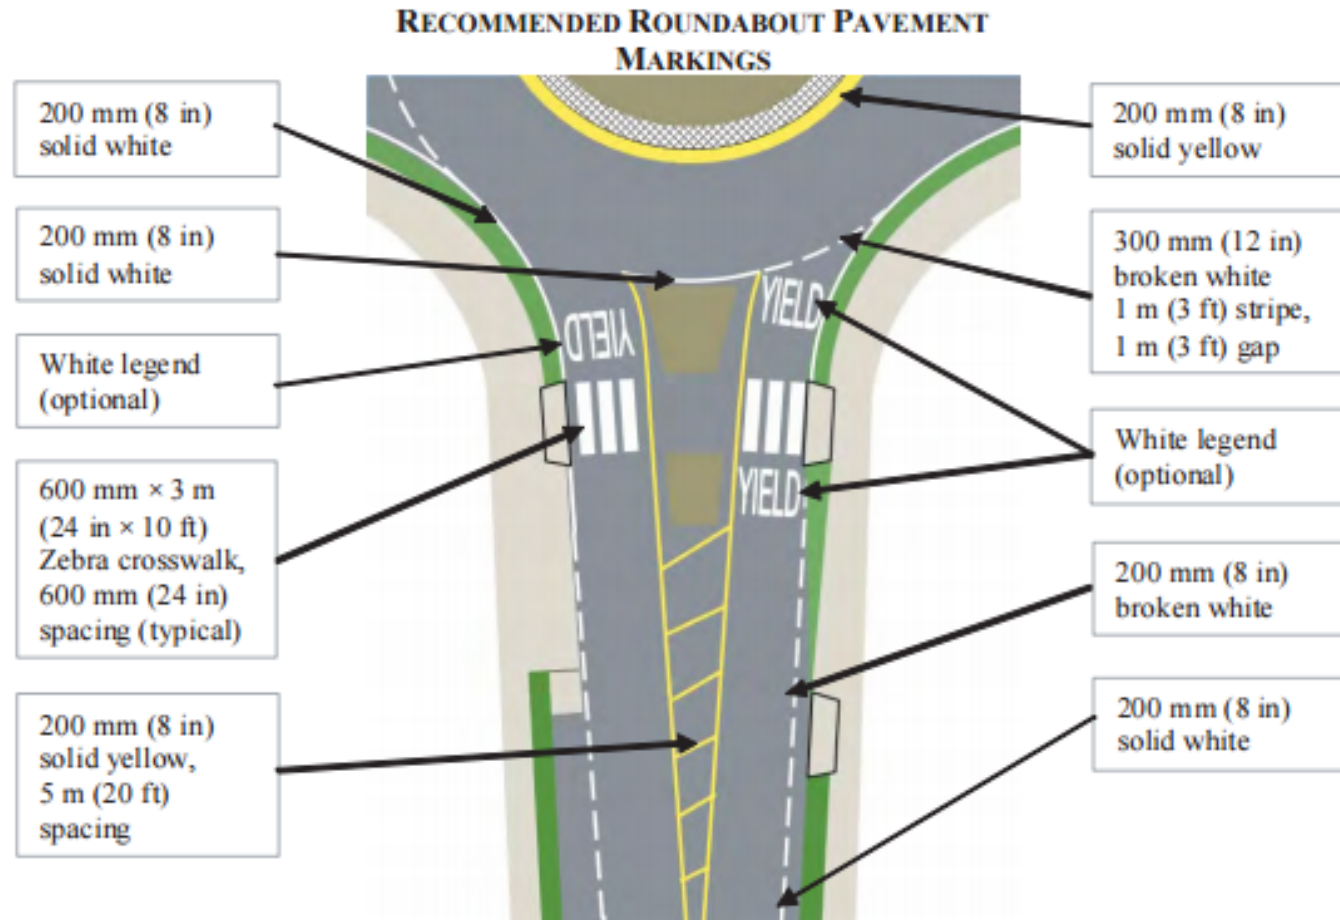 RECOMMENDED ROUNDABOUT PAVEMENT
MARKINGS
200 mm (8 in)
solid white
200 mm (8 in)
solid white
White legend
(optional)
600 mm × 3 m
(24 in × 10 ft)
Zebra crosswalk,
600 mm (24 in)
spacing (typical)
200 mm (8 in)
solid yellow,
5 m (20 ft)
spacing
YIELD
YIELD
YIELD
200 mm (8 in)
solid yellow
300 mm (12 in)
broken white
1 m (3 ft) stripe,
1 m (3 ft) gap
White legend
(optional)
200 mm (8 in)
broken white
200 mm (8 in)
solid white